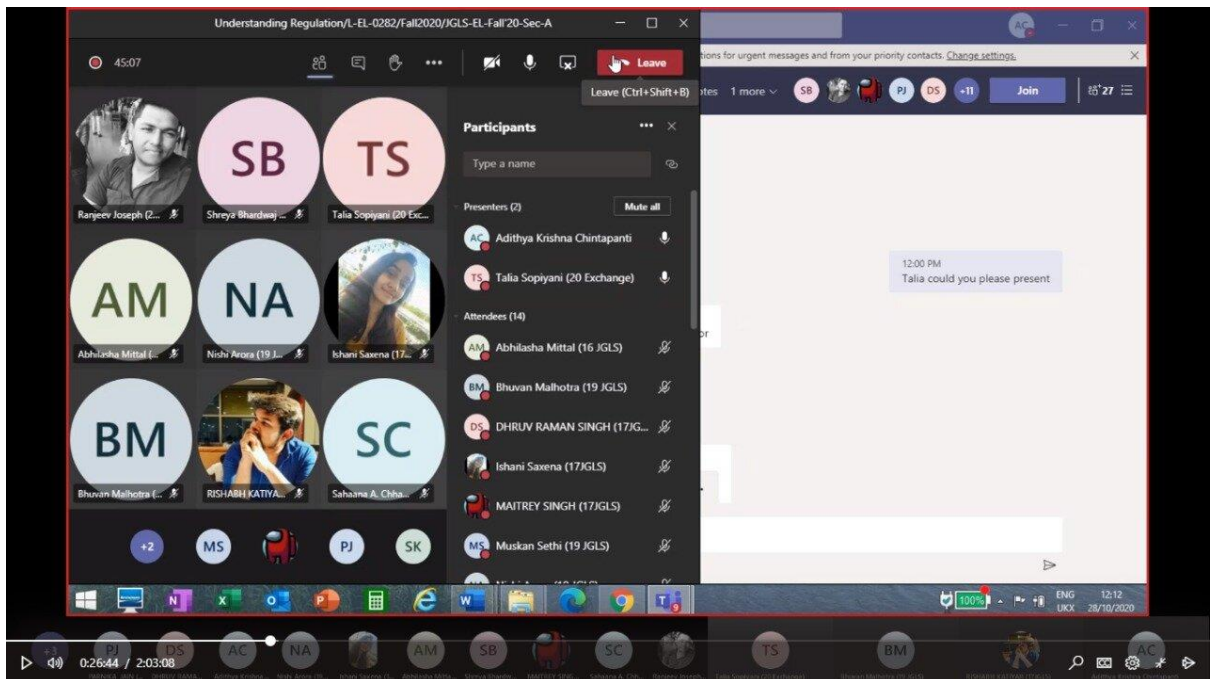 Understanding Regulation/L-EL-0282/Fall2020/JGLS-EL-Fall'20-Sec-A
AC
tions for urgent messages and from your priority contacts. Change settings.
45:07
Leave
Leave (Ctrl+Shift+B)
otes 1 more
SB
PJ
DS
+11
Join
27
Participants
Type a name
SB
TS
Ranjeev Joseph (2...
Shreya Bhardwaj ...
Talia Sopiyani (20 Exc...
Presenters (2)
Mute all
AC Adithya Krishna Chintapanti
TS Talia Sopiyani (20 Exchange)
12:00 PM
Talia could you please present
AM
NA
Abhilasha Mittal (...
Nishi Arora (19 J...
Ishani Saxena (17...
Attendees (14)
or
AM Abhilasha Mittal (16 JGLS)
BM Bhuvan Malhotra (19 JGLS)
DS DHRUV RAMAN SINGH (17JG...
Ishani Saxena (17JGLS)
MAITREY SINGH (17JGLS)
MS Muskan Sethi (19 JGLS)
BM
SC
Bhuvan Malhotra (...
RISHABH KATIYA...
Sahaana A. Chha...
+2
MS
PJ
SK
100%
ENG
UKX
12:12
28/10/2020
+3
PJ
DS
AC
NA
AM
SB
SC
TS
BM
AC
0:26:44 / 2:03:08